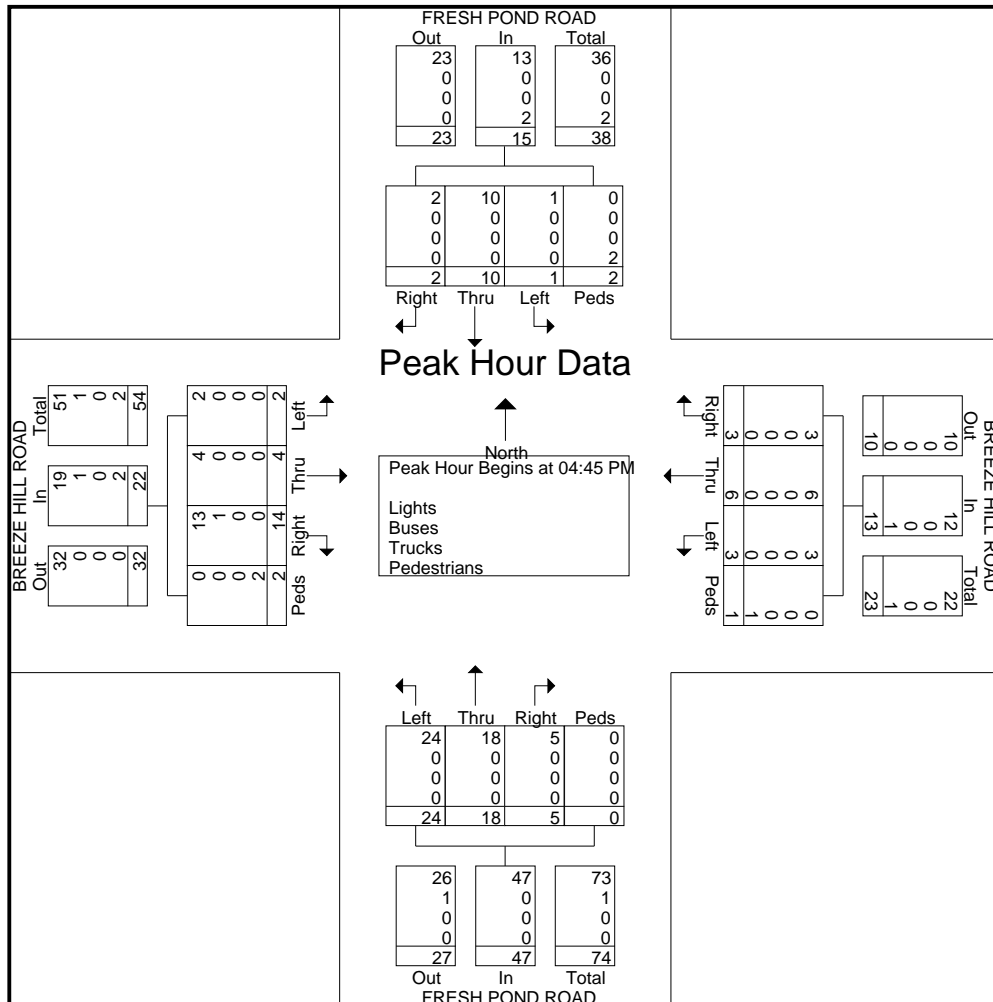 FRESH POND ROAD
Out In Total
23 13 36
0 0 0
0 0 0
0 2 2
23 15 38
2 10 1 0
0 0 0 0
0 0 0 0
0 0 0 2
2 10 1 2
Right Thru Left Peds
Peak Hour Data
North
Peak Hour Begins at 04:45 PM
Lights
Buses
Trucks
Pedestrians
BREEZE HILL ROAD
Out In Total
32 19 51
0 1 1
0 0 0
0 2 2
32 22 54
Peds Right Thru Left
0 13 4 2
0 1 0 0
0 0 0 0
2 0 0 0
2 14 4 2
BREEZE HILL ROAD
Out In Total
10 12 22
0 0 0
0 0 0
0 1 1
10 13 23
Right Thru Left Peds
3 6 3 0
0 0 0 0
0 0 0 0
0 0 0 1
3 6 3 1
Left Thru Right Peds
24 18 5 0
0 0 0 0
0 0 0 0
0 0 0 0
24 18 5 0
26 47 73
1 0 1
0 0 0
0 0 0
27 47 74
Out In Total
FRESH POND ROAD